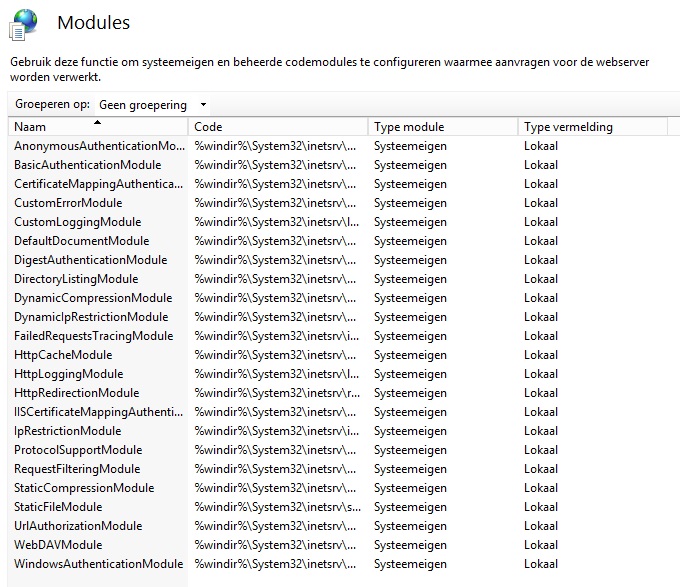 Modules
Gebruik deze functie om systeemeigen en beheerde codemodules te configureren waarmee aanvragen voor de webserver
worden verwerkt.
Groeperen op: Geen groepering
Naam Code Type module Type vermelding
AnonymousAuthenticationMo... %windir%\System32\inetsrv\... Systeemeigen Lokaal
BasicAuthenticationModule %windir%\System32\inetsrv\... Systeemeigen Lokaal
CertificateMappingAuthentica... %windir%\System32\inetsrv\... Systeemeigen Lokaal
CustomErrorModule %windir%\System32\inetsrv\... Systeemeigen Lokaal
CustomLoggingModule %windir%\System32\inetsrv\l... Systeemeigen Lokaal
DefaultDocumentModule %windir%\System32\inetsrv\... Systeemeigen Lokaal
DigestAuthenticationModule %windir%\System32\inetsrv\... Systeemeigen Lokaal
DirectoryListingModule %windir%\System32\inetsrv\... Systeemeigen Lokaal
DynamicCompressionModule %windir%\System32\inetsrv\... Systeemeigen Lokaal
DynamicIpRestrictionModule %windir%\System32\inetsrv\... Systeemeigen Lokaal
FailedRequestsTracingModule %windir%\System32\inetsrv\i... Systeemeigen Lokaal
HttpCacheModule %windir%\System32\inetsrv\... Systeemeigen Lokaal
HttpLoggingModule %windir%\System32\inetsrv\l... Systeemeigen Lokaal
HttpRedirectionModule %windir%\System32\inetsrv\r... Systeemeigen Lokaal
IISCertificateMappingAuthenti... %windir%\System32\inetsrv\... Systeemeigen Lokaal
IpRestrictionModule %windir%\System32\inetsrv\i... Systeemeigen Lokaal
ProtocolSupportModule %windir%\System32\inetsrv\... Systeemeigen Lokaal
RequestFilteringModule %windir%\System32\inetsrv\... Systeemeigen Lokaal
StaticCompressionModule %windir%\System32\inetsrv\... Systeemeigen Lokaal
StaticFileModule %windir%\System32\inetsrv\s... Systeemeigen Lokaal
UrlAuthorizationModule %windir%\System32\inetsrv\... Systeemeigen Lokaal
WebDAVModule %windir%\System32\inetsrv\... Systeemeigen Lokaal
WindowsAuthenticationModule %windir%\System32\inetsrv\... Systeemeigen Lokaal